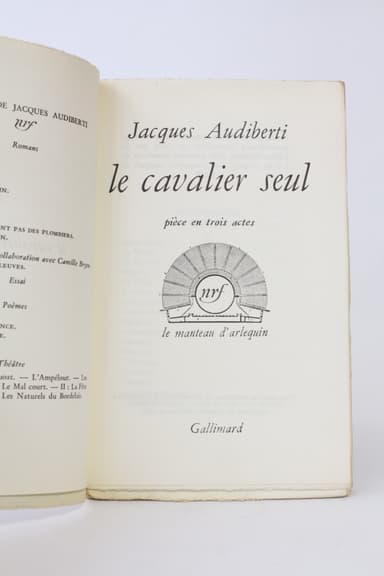 DE JACQUES AUDIBERTI
nrf
Romans
NT PAS DES PLOMBIERS.
N.
ollaboration avec Camille Bryen
LEUVES.
Essai
Poèmes
NCE.
E.
Théâtre
— L'Ampélour. —
Le Mal court. — II : La Fête
Les Naturels du Bordelais
Jacques Audiberti
le cavalier seul
pièce en trois actes
nrf
le manteau d'arlequin
Gallimard